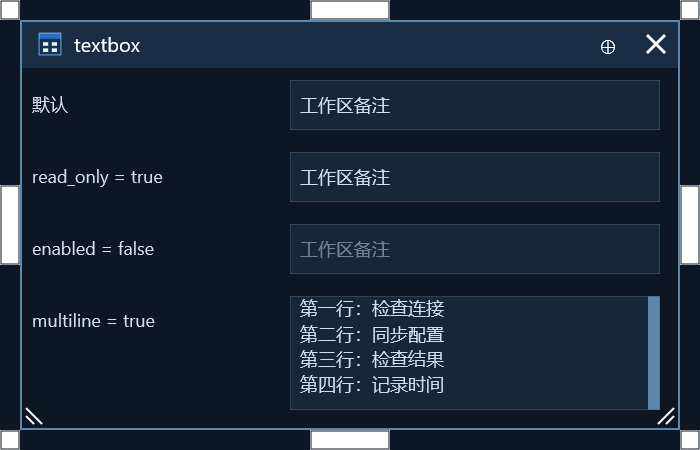 textbox
默认
工作区备注
read_only = true
工作区备注
enabled = false
工作区备注
multiline = true
第一行：检查连接
第二行：同步配置
第三行：检查结果
第四行：记录时间